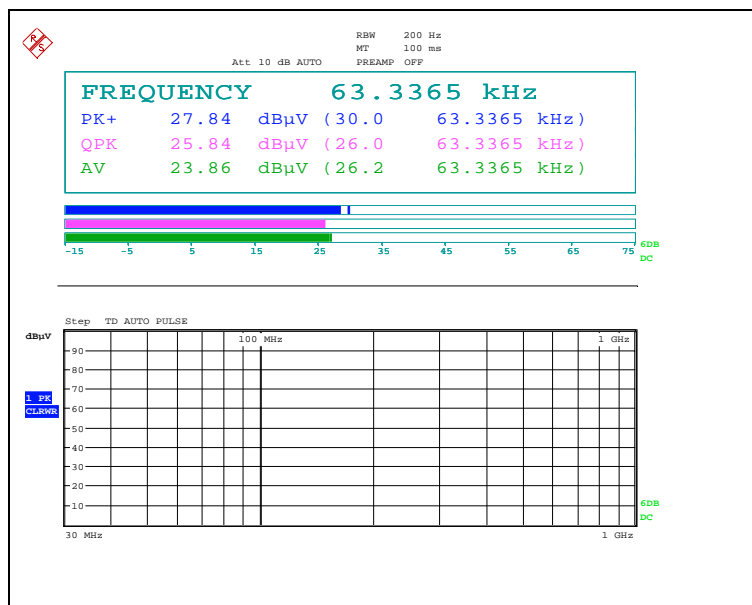 R S
RBW 200 Hz
MT 100 ms
Att 10 dB AUTO PREAMP OFF
FREQUENCY 63.3365 kHz
PK+ 27.84 dBµV (30.0 63.3365 kHz)
QPK 25.84 dBµV (26.0 63.3365 kHz)
AV 23.86 dBµV (26.2 63.3365 kHz)
-15 -5 5 15 25 35 45 55 65 75
6DB
DC
Step TD AUTO PULSE
dBµV
100 MHz 1 GHz
90
80
70
1 PK
CLRWR
60
50
40
30
20
10
6DB
DC
30 MHz 1 GHz